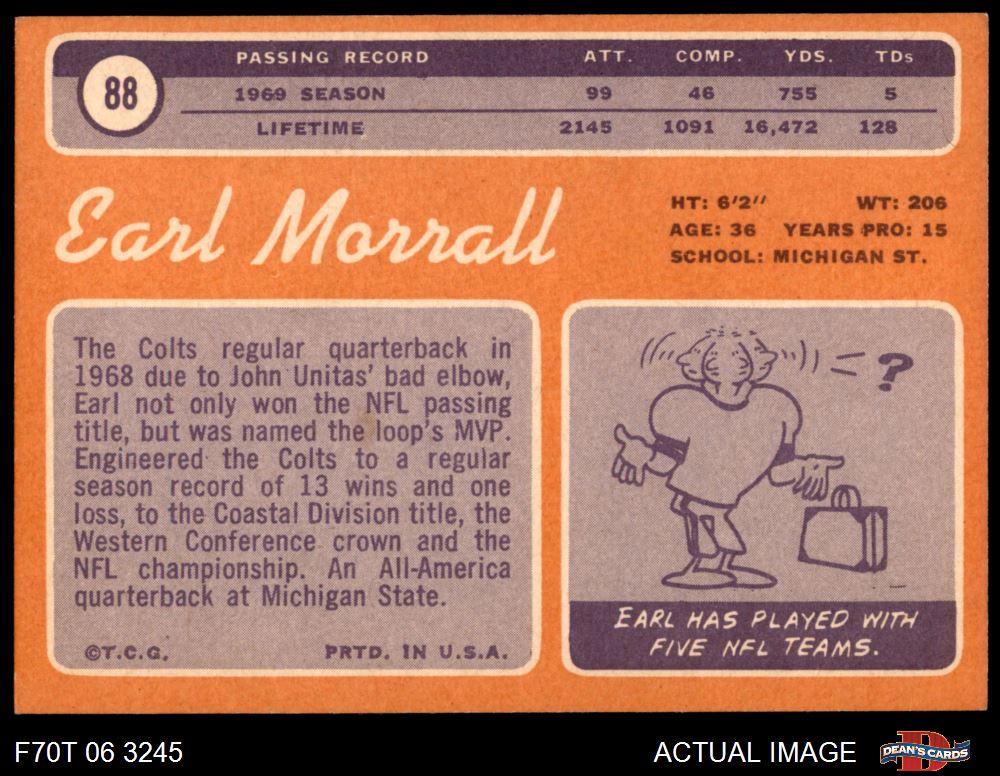 88
PASSING RECORD ATT. COMP. YDS. TDs
1969 SEASON 99 46 755 5
LIFETIME 2145 1091 16,472 128
Earl Morrall
HT: 6'2" WT: 206
AGE: 36 YEARS PRO: 15
SCHOOL: MICHIGAN ST.
The Colts regular quarterback in
1968 due to John Unitas' bad elbow,
Earl not only won the NFL passing
title, but was named the loop's MVP.
Engineered the Colts to a regular
season record of 13 wins and one
loss, to the Coastal Division title, the
Western Conference crown and the
NFL championship. An All-America
quarterback at Michigan State.
©T.C.G. PRTD. IN U.S.A.
?
EARL HAS PLAYED WITH
FIVE NFL TEAMS.
F70T 06 3245 ACTUAL IMAGE D DEAN'S CARDS